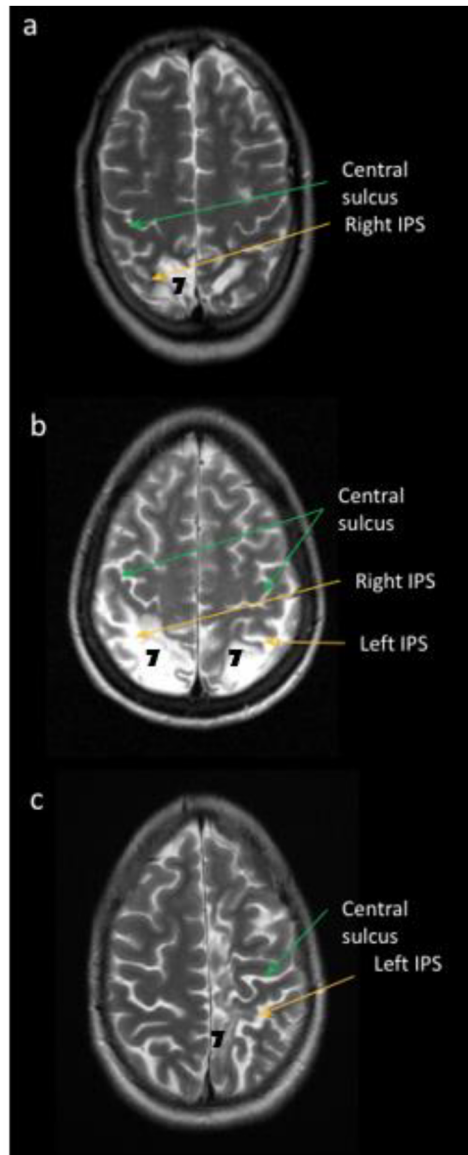 a
Central
sulcus
Right IPS
7
b
Central
sulcus
Right IPS
Left IPS
7 7
c
Central
sulcus
Left IPS
7